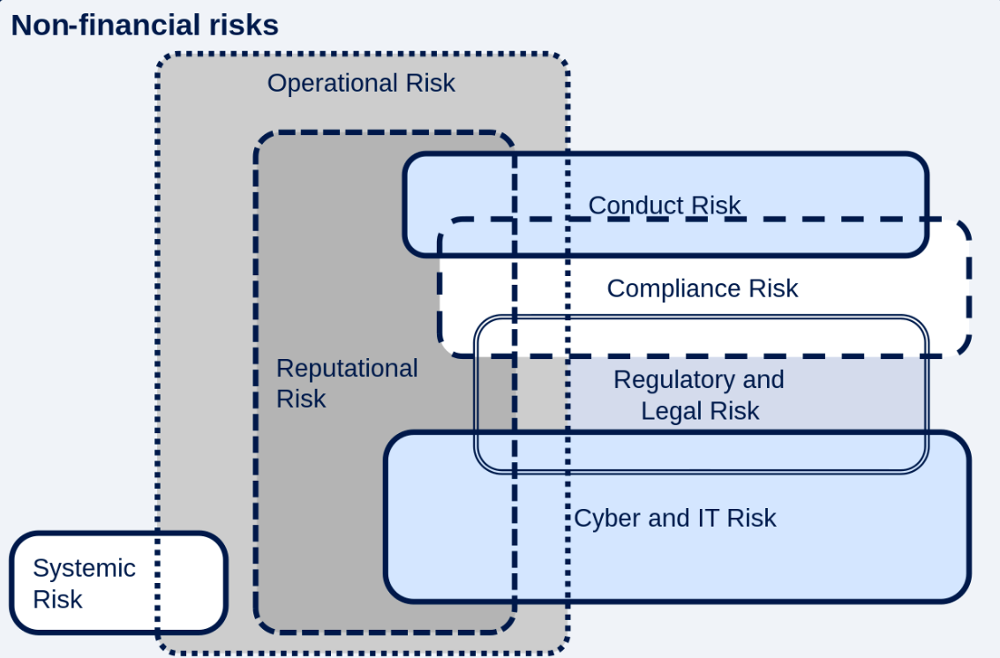 Non-financial risks
Operational Risk
Conduct Risk
Compliance Risk
Reputational
Risk
Regulatory and
Legal Risk
Cyber and IT Risk
Systemic
Risk